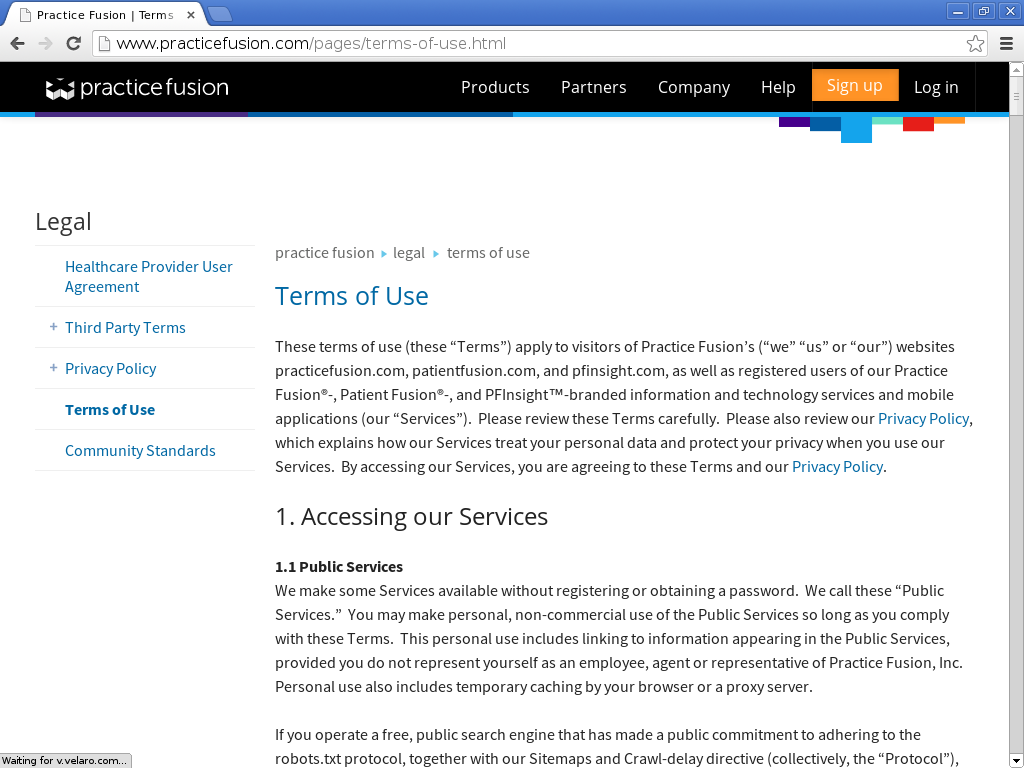 Practice Fusion | Terms
www.practicefusion.com/pages/terms-of-use.html
practice fusion
Products
Partners
Company
Help
Sign up
Log in
Legal
Healthcare Provider User
Agreement
+ Third Party Terms
+ Privacy Policy
Terms of Use
Community Standards
practice fusion ▸ legal ▸ terms of use
Terms of Use
These terms of use (these “Terms”) apply to visitors of Practice Fusion’s (“we” “us” or “our”) websites
practicefusion.com, patientfusion.com, and pfinsight.com, as well as registered users of our Practice
Fusion®-, Patient Fusion®-, and PFInsight™-branded information and technology services and mobile
applications (our “Services”).  Please review these Terms carefully.  Please also review our Privacy Policy,
which explains how our Services treat your personal data and protect your privacy when you use our
Services.  By accessing our Services, you are agreeing to these Terms and our Privacy Policy.
1. Accessing our Services
1.1 Public Services
We make some Services available without registering or obtaining a password.  We call these “Public
Services.”  You may make personal, non-commercial use of the Public Services so long as you comply
with these Terms.  This personal use includes linking to information appearing in the Public Services,
provided you do not represent yourself as an employee, agent or representative of Practice Fusion, Inc.
Personal use also includes temporary caching by your browser or a proxy server.
If you operate a free, public search engine that has made a public commitment to adhering to the
robots.txt protocol, together with our Sitemaps and Crawl-delay directive (collectively, the “Protocol”),
Waiting for v.velaro.com...